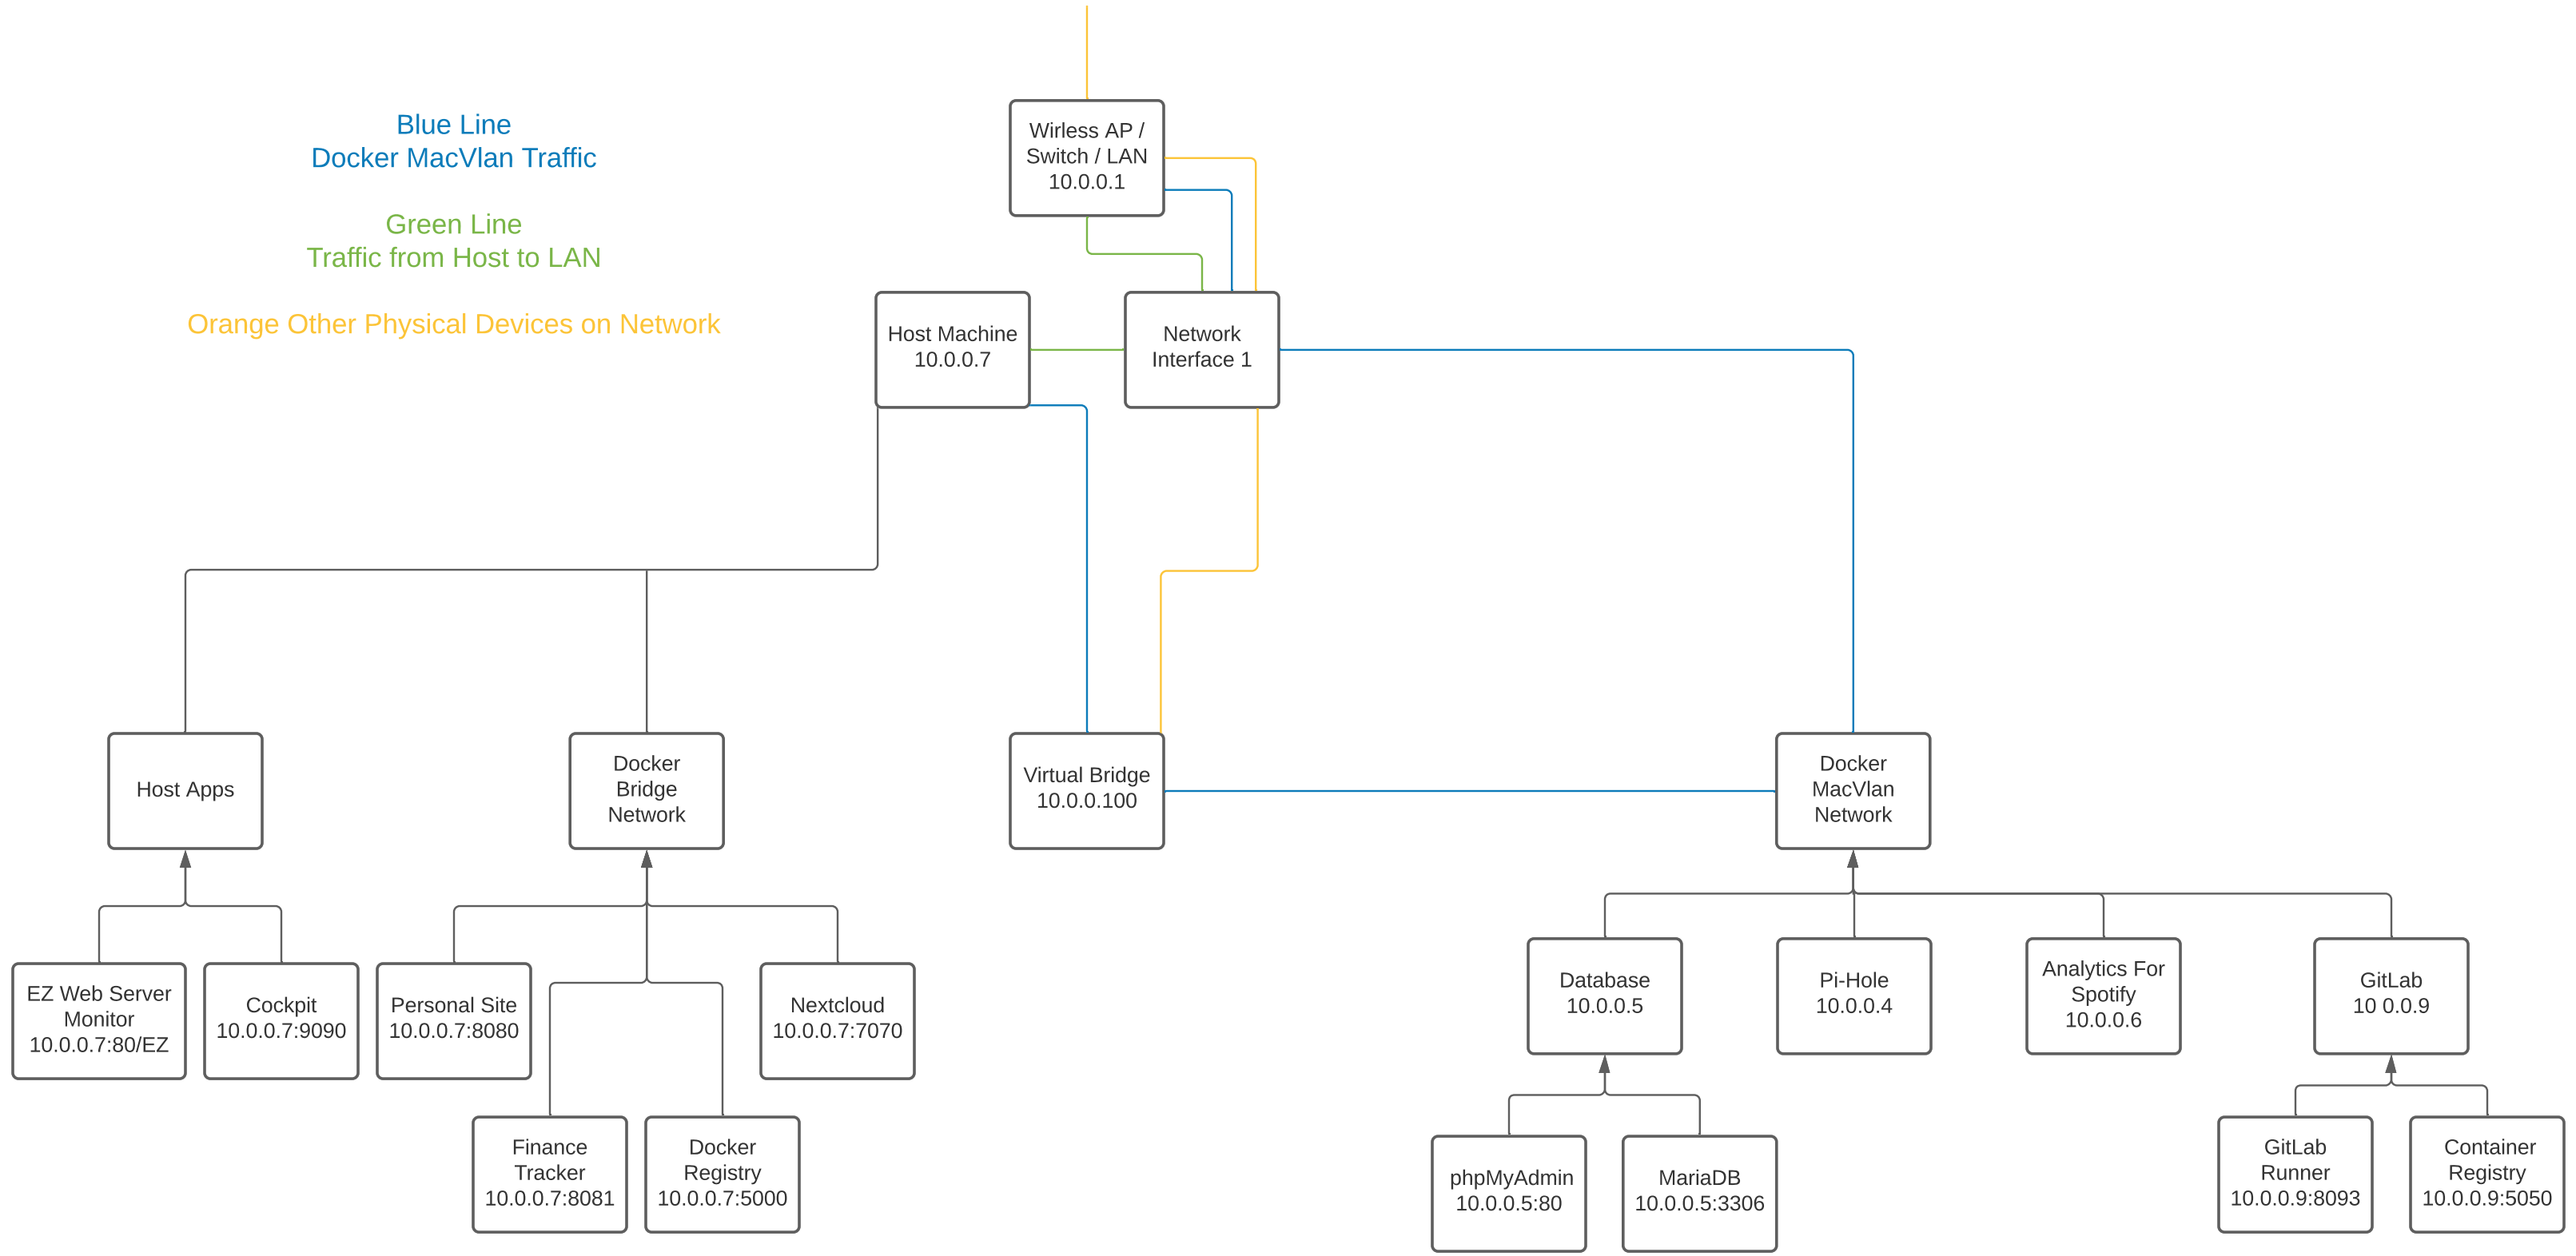 Blue Line
Docker MacVlan Traffic
Green Line
Traffic from Host to LAN
Orange Other Physical Devices on Network
Wirless AP /
Switch / LAN
10.0.0.1
Host Machine
10.0.0.7
Network
Interface 1
Host Apps
Docker
Bridge
Network
Virtual Bridge
10.0.0.100
Docker
MacVlan
Network
EZ Web Server
Monitor
10.0.0.7:80/EZ
Cockpit
10.0.0.7:9090
Personal Site
10.0.0.7:8080
Nextcloud
10.0.0.7:7070
Finance
Tracker
10.0.0.7:8081
Docker
Registry
10.0.0.7:5000
Database
10.0.0.5
Pi-Hole
10.0.0.4
Analytics For
Spotify
10.0.0.6
GitLab
10 0.0.9
phpMyAdmin
10.0.0.5:80
MariaDB
10.0.0.5:3306
GitLab
Runner
10.0.0.9:8093
Container
Registry
10.0.0.9:5050